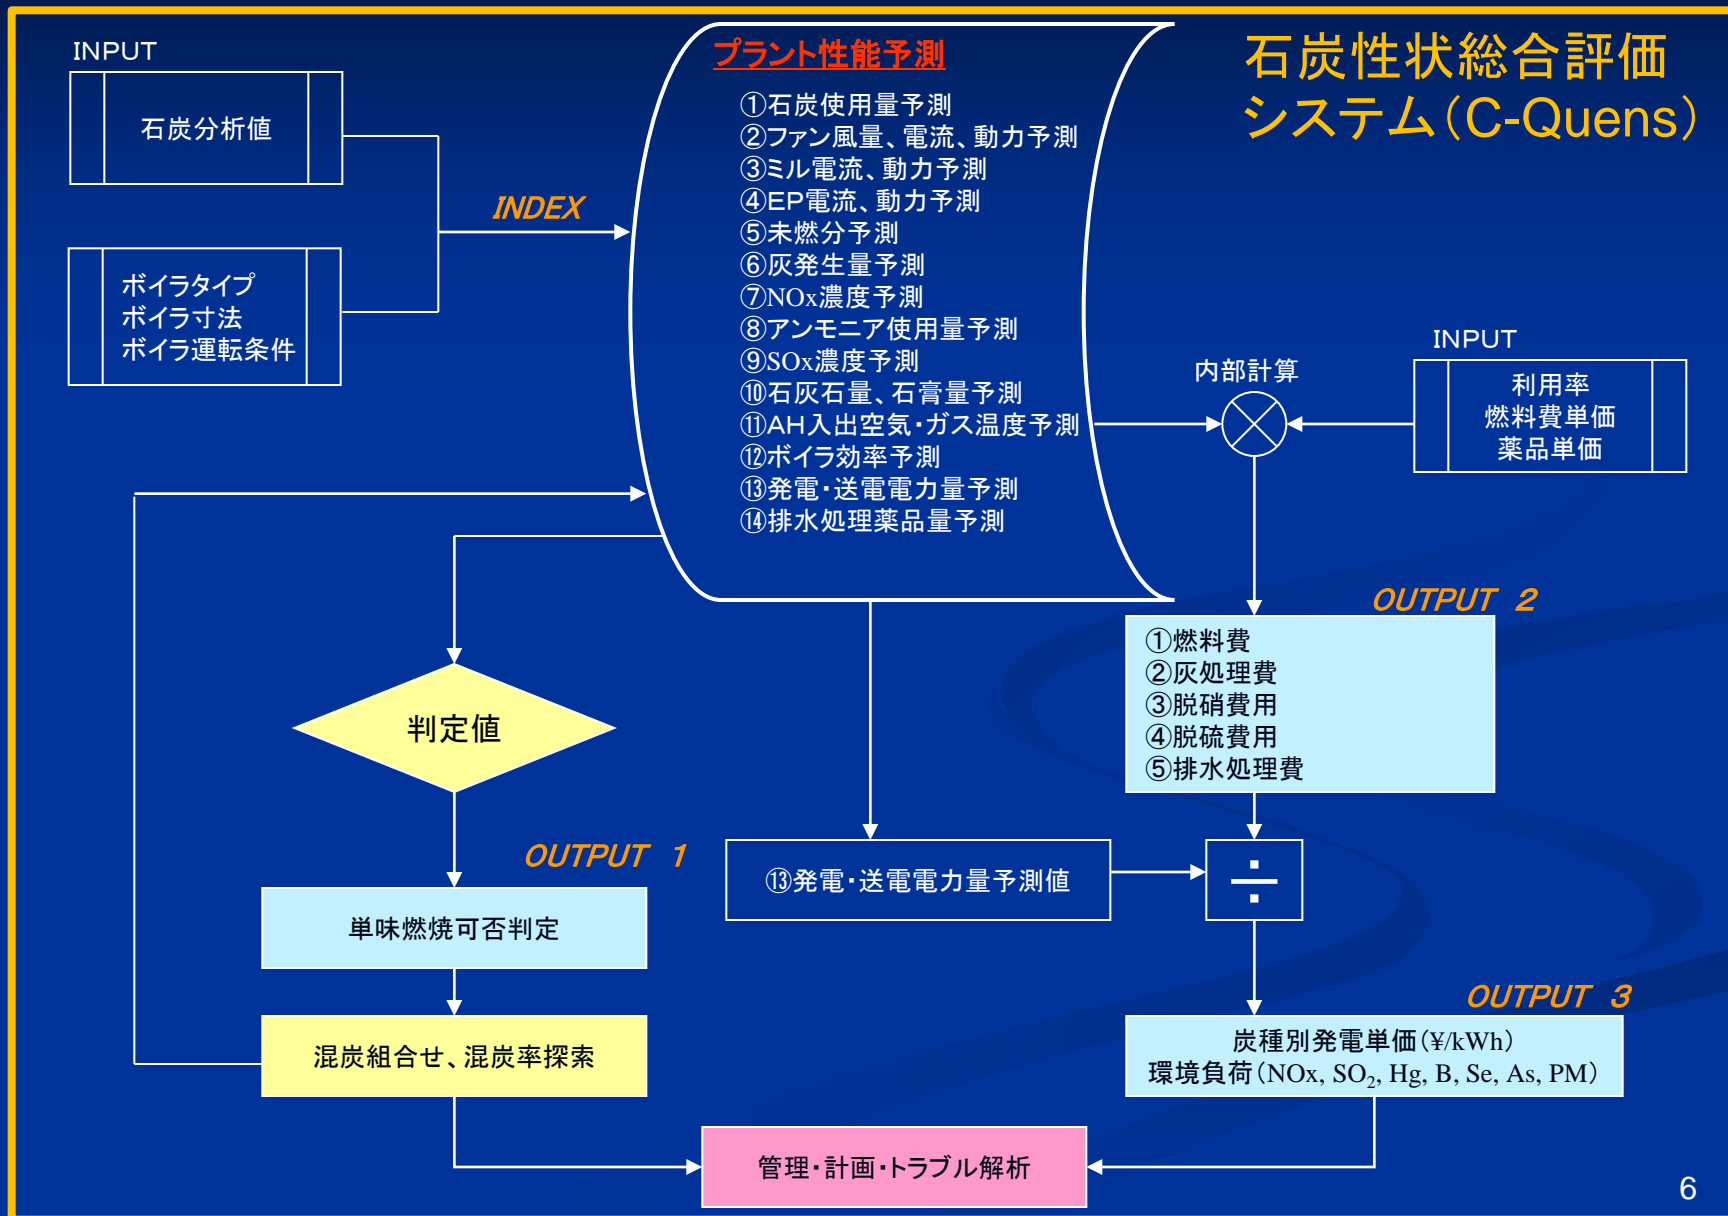 石炭性状総合評価
システム（C-Quens）
INPUT
石炭分析値
ボイラタイプ
ボイラ寸法
ボイラ運転条件
INDEX
プラント性能予測
①石炭使用量予測
②ファン風量、電流、動力予測
③ミル電流、動力予測
④EP電流、動力予測
⑤未燃分予測
⑥灰発生量予測
⑦NOx濃度予測
⑧アンモニア使用量予測
⑨SOx濃度予測
⑩石灰石量、石膏量予測
⑪AH入出空気・ガス温度予測
⑫ボイラ効率予測
⑬発電・送電電力量予測
⑭排水処理薬品量予測
内部計算
INPUT
利用率
燃料費単価
薬品単価
OUTPUT 2
①燃料費
②灰処理費
③脱硝費用
④脱硫費用
⑤排水処理費
判定値
OUTPUT 1
単味燃焼可否判定
混炭組合せ、混炭率探索
⑬発電・送電電力量予測値
÷
OUTPUT 3
炭種別発電単価（¥/kWh）
環境負荷（NOx, SO₂, Hg, B, Se, As, PM）
管理・計画・トラブル解析
6